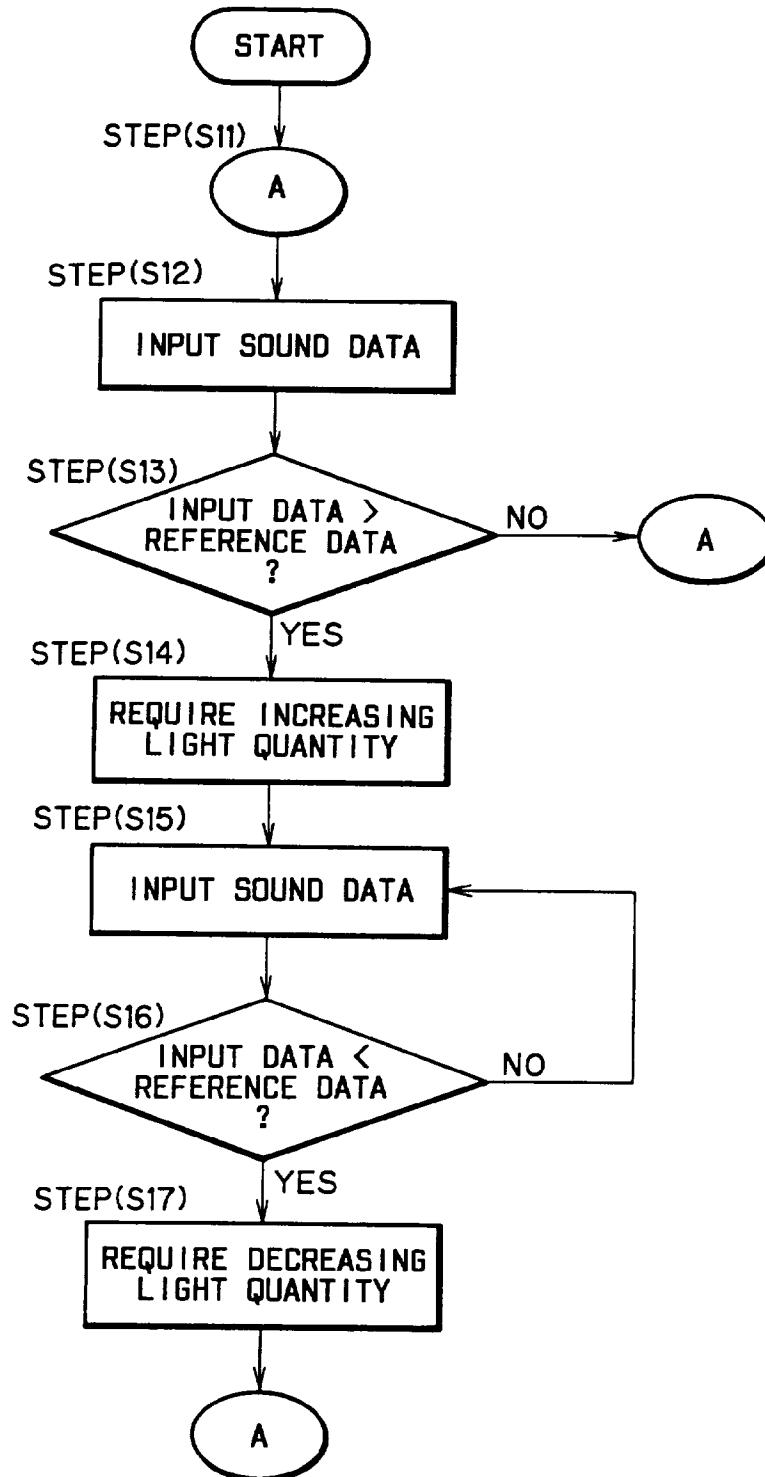 START
STEP(S11)
A
STEP(S12)
INPUT SOUND DATA
STEP(S13)
INPUT DATA >
REFERENCE DATA
?
NO
A
YES
STEP(S14)
REQUIRE INCREASING
LIGHT QUANTITY
STEP(S15)
INPUT SOUND DATA
STEP(S16)
INPUT DATA <
REFERENCE DATA
?
NO
YES
STEP(S17)
REQUIRE DECREASING
LIGHT QUANTITY
A